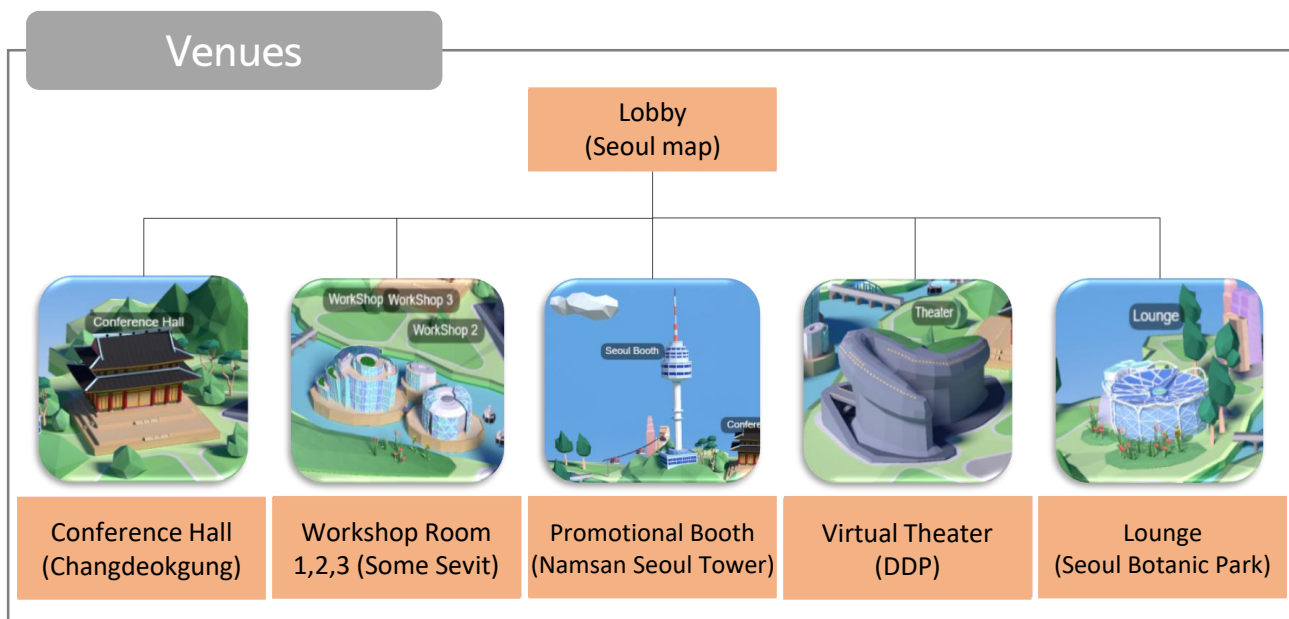 Venues
Lobby
(Seoul map)
Conference Hall
WorkShop
WorkShop 3
WorkShop 2
Seoul Booth
Theater
Lounge
Conference Hall
(Changdeokgung)
Workshop Room
1,2,3 (Some Sevit)
Promotional Booth
(Namsan Seoul Tower)
Virtual Theater
(DDP)
Lounge
(Seoul Botanic Park)